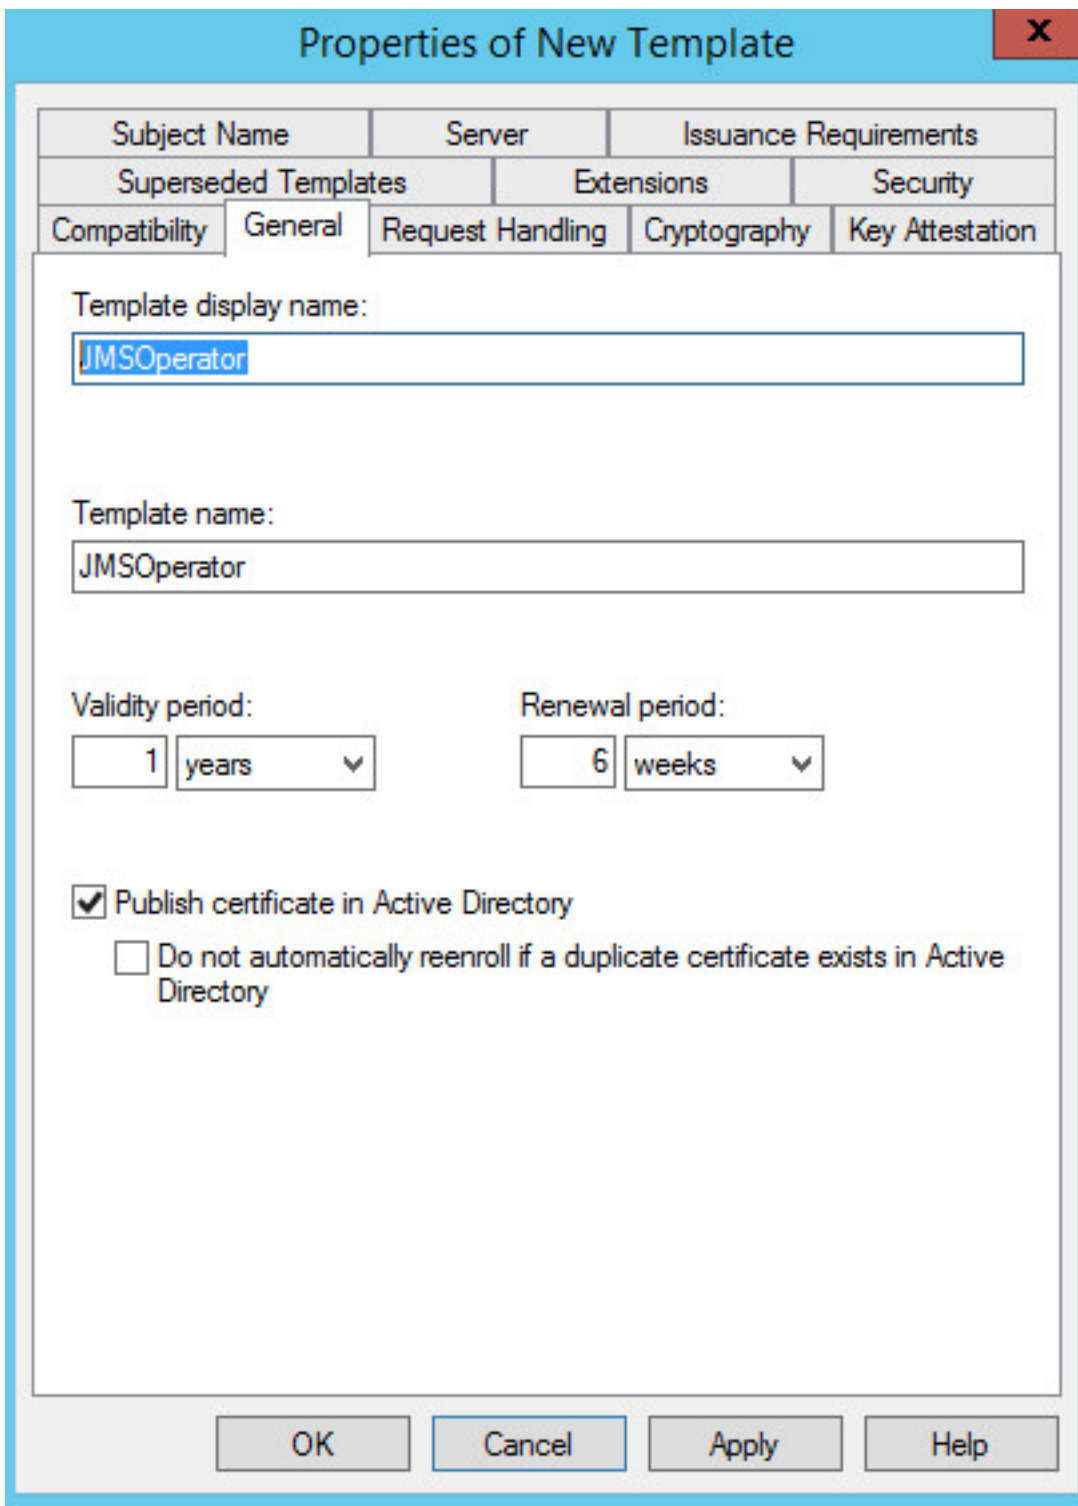 Properties of New Template
x
Subject Name Server Issuance Requirements
Superseded Templates Extensions Security
Compatibility General Request Handling Cryptography Key Attestation
Template display name:
JMSOperator
Template name:
JMSOperator
Validity period: Renewal period:
1 years 6 weeks
Publish certificate in Active Directory
Do not automatically reenroll if a duplicate certificate exists in Active
Directory
OK Cancel Apply Help